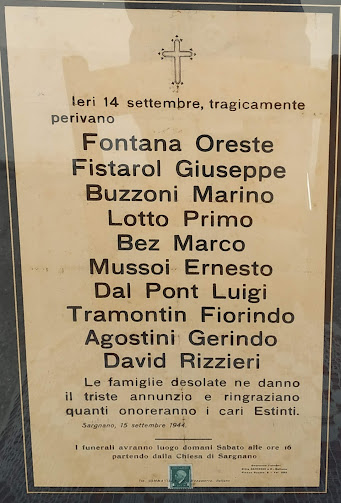 Ieri 14 settembre, tragicamente
perivano
Fontana Oreste
Fistarol Giuseppe
Buzzoni Marino
Lotto Primo
Bez Marco
Mussoi Ernesto
Dal Pont Luigi
Tramontin Fiorindo
Agostini Gerindo
David Rizzieri
Le famiglie desolate ne danno
il triste annunzio e ringraziano
quanti onoreranno i cari Estinti.
Sargnano, 15 settembre 1944
I funerali avranno luogo domani Sabato alle ore 16
partendo dalla Chiesa di Sargnano